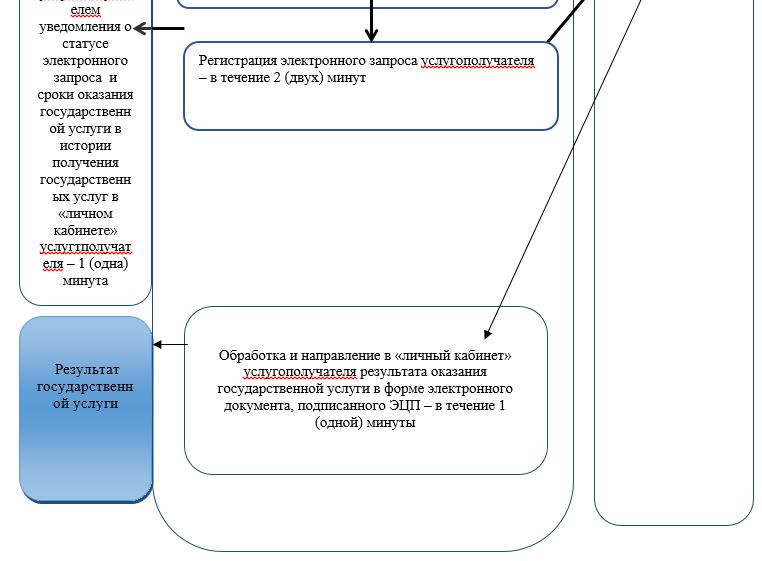 елем
уведомления о
статусе
электронного
запроса и
сроки оказания
государственн
ой услуги в
истории
получения
государственн
ых услуг в
«личном
кабинете»
услугтполучат
еля – 1 (одна)
минута
Регистрация электронного запроса услугополучателя
– в течение 2 (двух) минут
Результат
государственн
ой услуги
Обработка и направление в «личный кабинет»
услугополучателя результата оказания
государственной услуги в форме электронного
документа, подписанного ЭЦП – в течение 1
(одной) минуты